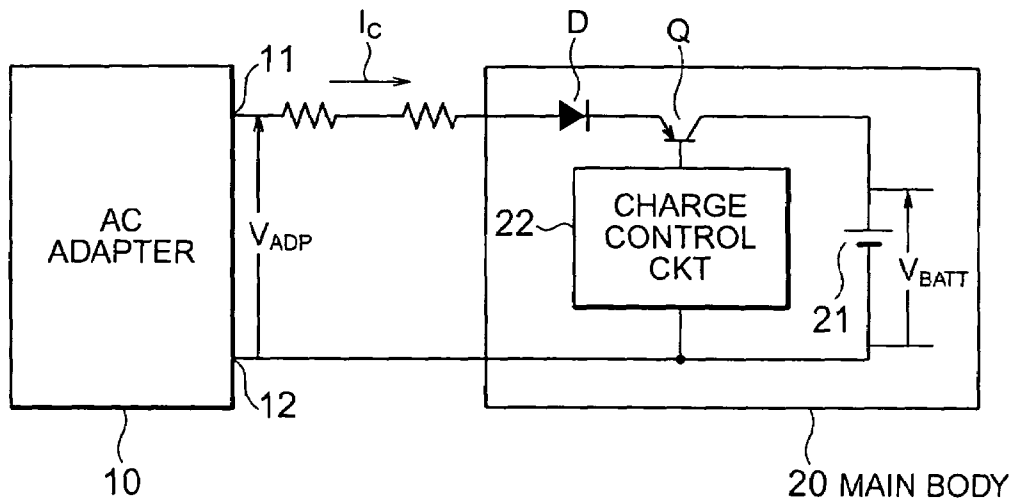 I_C
D
Q
11
AC
ADAPTER
V_ADP
22
CHARGE
CONTROL
CKT
21
V_BATT
12
10
20 MAIN BODY